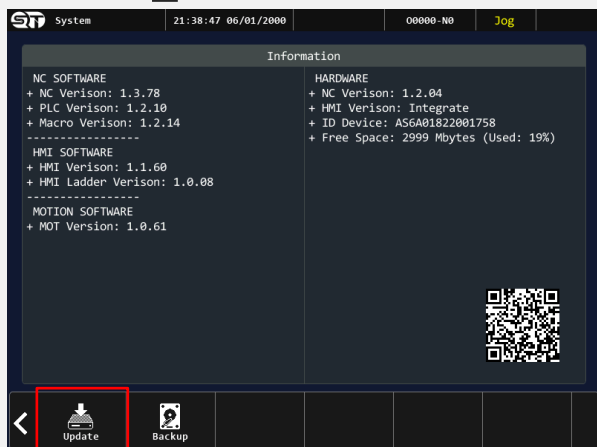 ST System 21:38:47 06/01/2000 O0000-N0 Jog
Information
NC SOFTWARE
+ NC Verison: 1.3.78
+ PLC Verison: 1.2.10
+ Macro Verison: 1.2.14
-----------------
HMI SOFTWARE
+ HMI Verison: 1.1.60
+ HMI Ladder Verison: 1.0.08
-----------------
MOTION SOFTWARE
+ MOT Version: 1.0.61
HARDWARE
+ NC Verison: 1.2.04
+ HMI Verison: Integrate
+ ID Device: AS6A01822001758
+ Free Space: 2999 Mbytes (Used: 19%)
Update
Backup